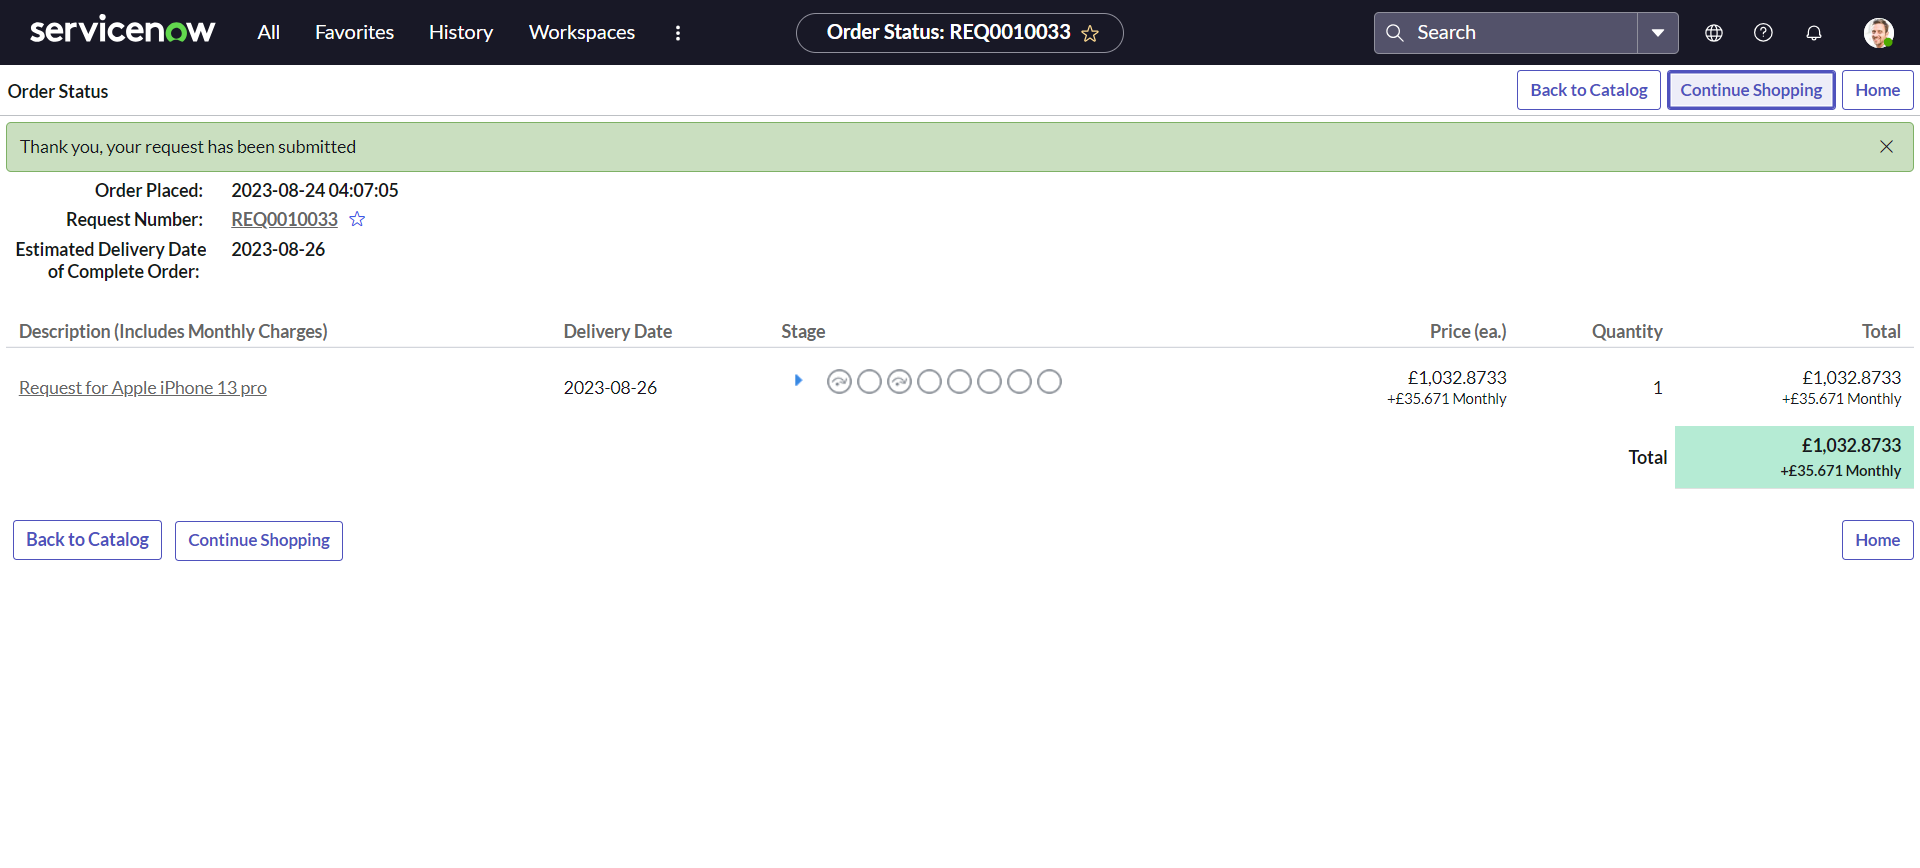 servicenow
All Favorites History Workspaces
Order Status: REQ0010033
Search
Order Status
Back to Catalog Continue Shopping Home
Thank you, your request has been submitted
Order Placed: 2023-08-24 04:07:05
Request Number: REQ0010033
Estimated Delivery Date 2023-08-26
of Complete Order:
Description (Includes Monthly Charges) Delivery Date Stage Price (ea.) Quantity Total
Request for Apple iPhone 13 pro 2023-08-26 £1,032.8733 1 £1,032.8733
+£35.671 Monthly +£35.671 Monthly
Total £1,032.8733
+£35.671 Monthly
Back to Catalog Continue Shopping Home